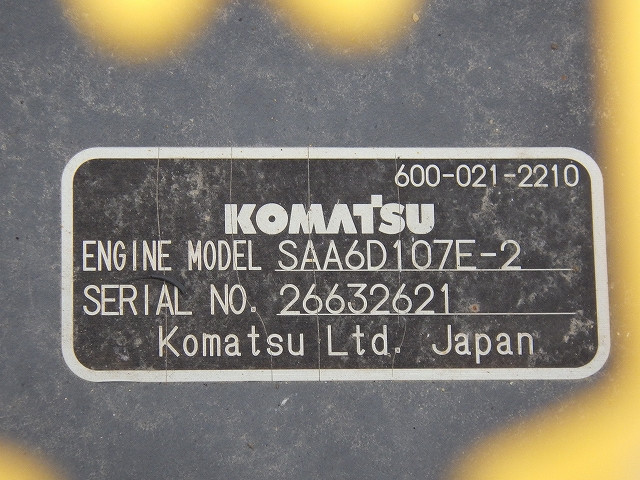 600-021-2210
KOMATSU
ENGINE MODEL SAA6D107E-2
SERIAL NO. 26632621
Komatsu Ltd. Japan